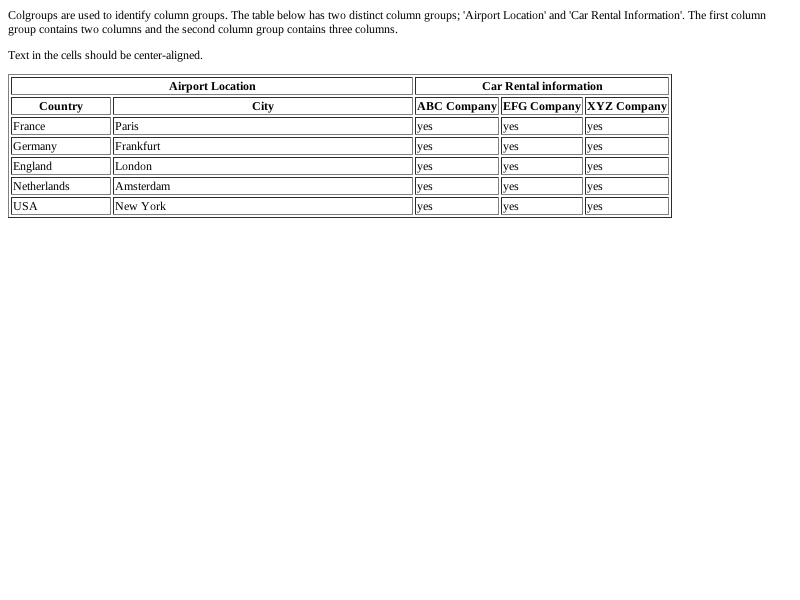 Colgroups are used to identify column groups. The table below has two distinct column groups; 'Airport Location' and 'Car Rental Information'. The first column
group contains two columns and the second column group contains three columns.
Text in the cells should be center-aligned.
Airport Location Car Rental information
Country City ABC Company EFG Company XYZ Company
France Paris yes yes yes
Germany Frankfurt yes yes yes
England London yes yes yes
Netherlands Amsterdam yes yes yes
USA New York yes yes yes